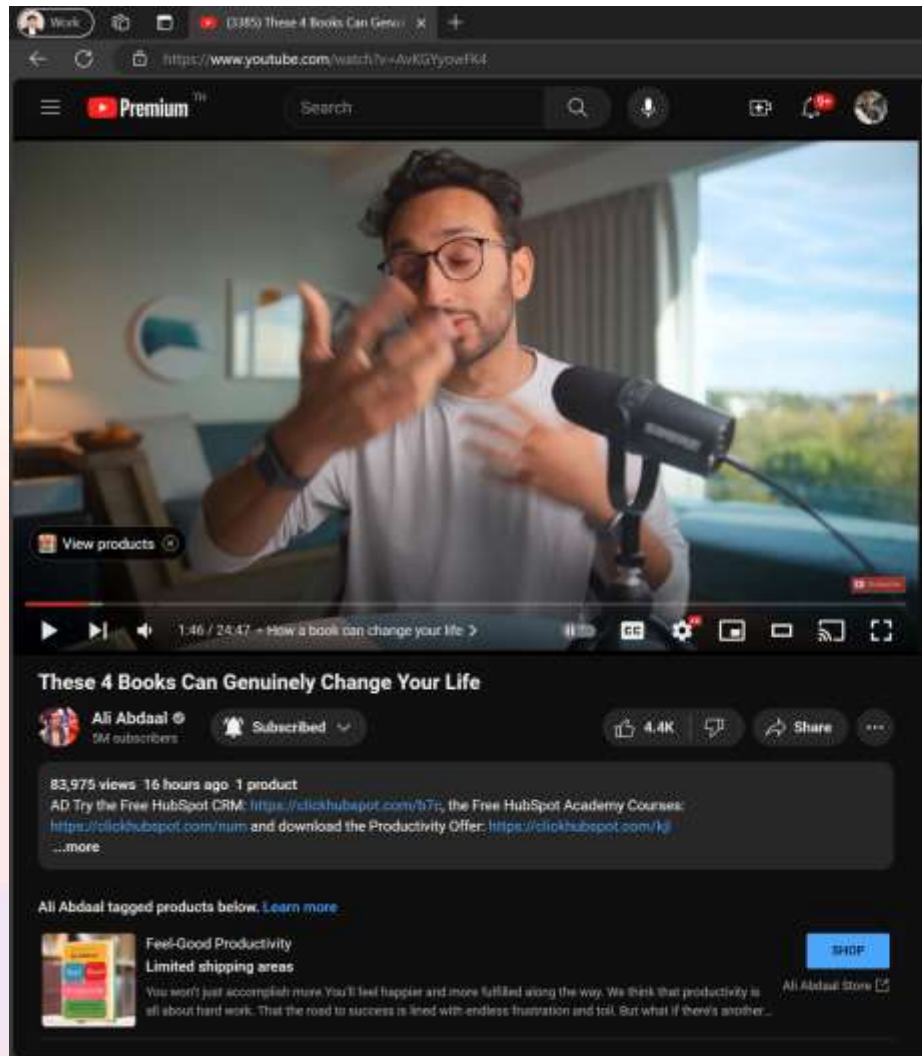 Work
(3385) These 4 Books Can Genu
https://www.youtube.com/watch?v=AvKGYyowFK4
Premium TH
Search
9+
View products
1:46 / 24:47 • How a book can change your life >
CC
These 4 Books Can Genuinely Change Your Life
Ali Abdaal
5M subscribers
Subscribed
4.4K
Share
83,975 views 16 hours ago 1 product
AD Try the Free HubSpot CRM: https://clickhubspot.com/h7c, the Free HubSpot Academy Courses:
https://clickhubspot.com/num and download the Productivity Offer: https://clickhubspot.com/kjl
...more
Ali Abdaal tagged products below. Learn more
Feel-Good Productivity
Limited shipping areas
You won't just accomplish more. You'll feel happier and more fulfilled along the way. We think that productivity is
all about hard work. That the road to success is lined with endless frustration and toil. But what if there's another...
SHOP
Ali Abdaal Store